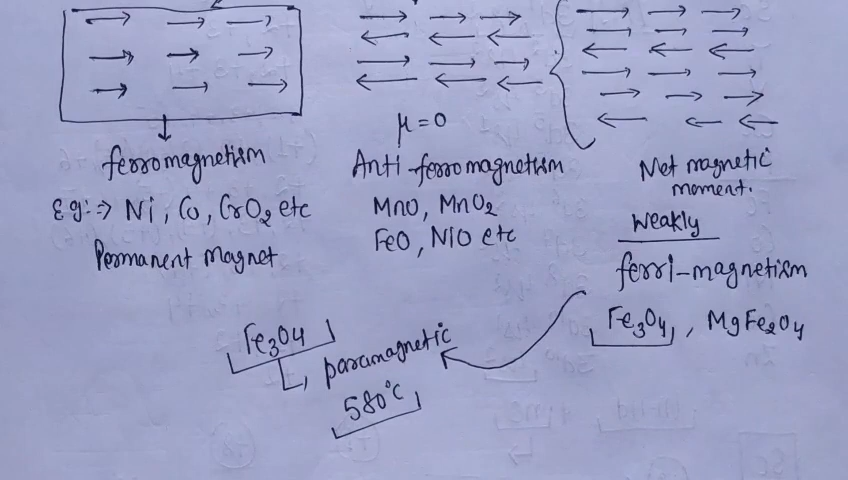 ferromagnetism
Eg:⇒ Ni, Co, CrO2 etc
Permanent Magnet
μ = 0
Anti-ferromagnetism
MnO, MnO2
FeO, NiO etc
Net magnetic
moment.
Weakly
ferri-magnetism
Fe3O4, MgFe2O4
Fe3O4
paramagnetic
580°C